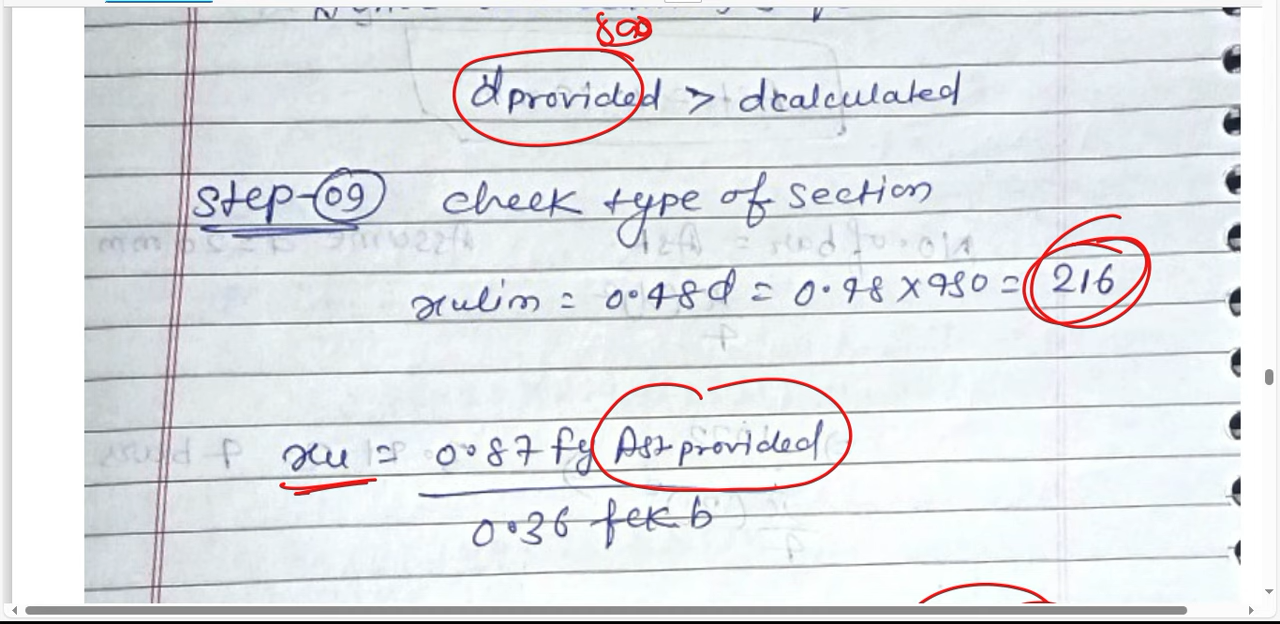 800
dprovided > dcalculated
Step-09 check type of section
xulim = 0.48d = 0.48 × 450 = 216
xu = 0.87 fy Ast provided
0.36 fck b